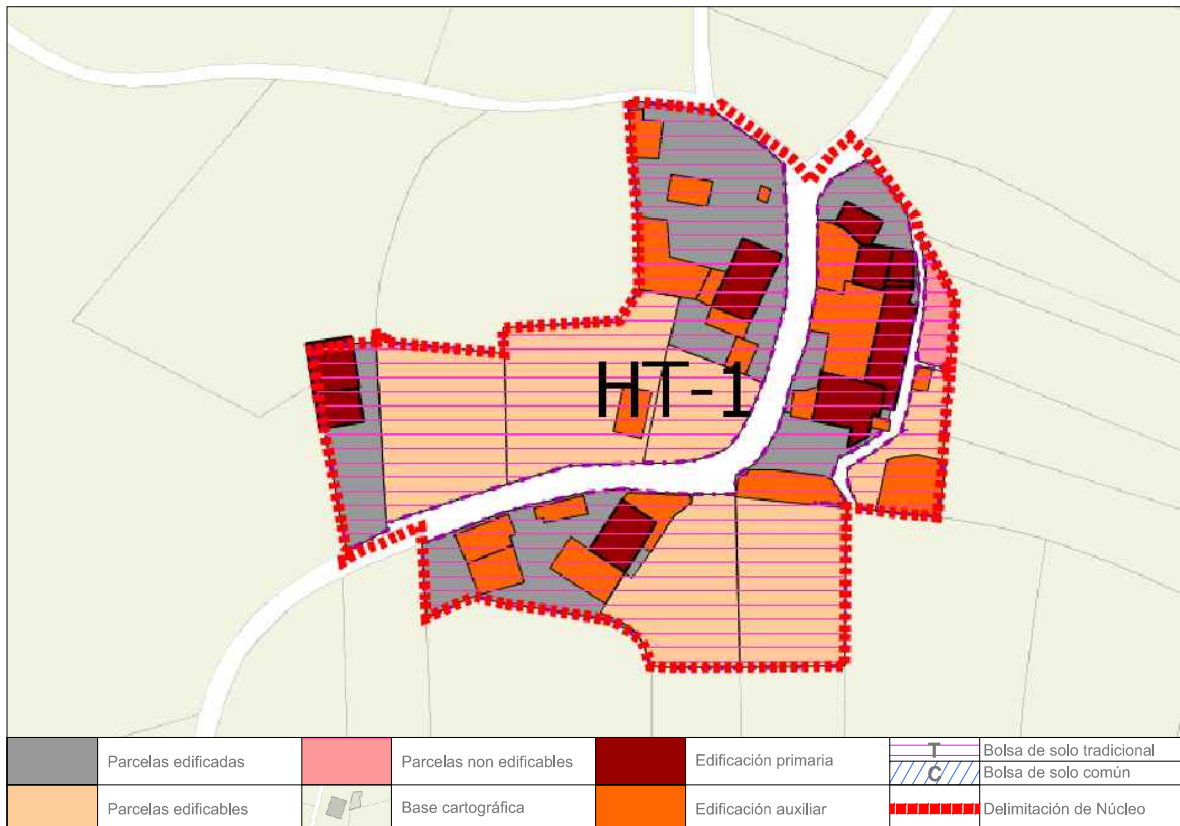 HT-1
Parcelas edificadas
Parcelas non edificables
Edificación primaria
T
Bolsa de solo tradicional
C
Bolsa de solo común
Parcelas edificables
Base cartográfica
Edificación auxiliar
Delimitación de Núcleo